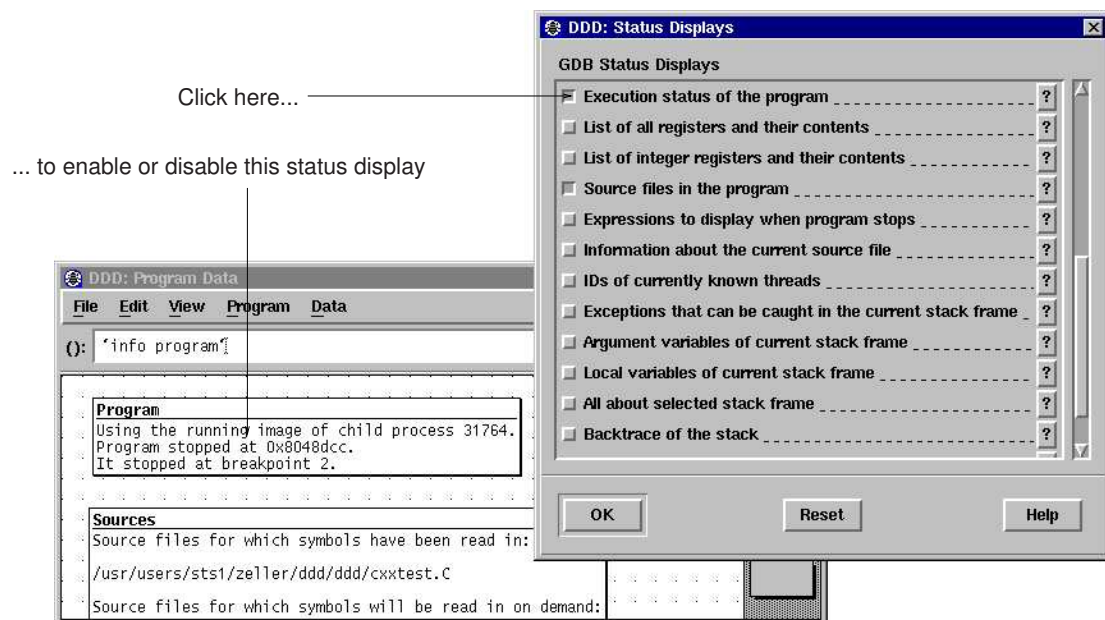 DDD: Status Displays
GDB Status Displays
Click here...
Execution status of the program ?
List of all registers and their contents ?
... to enable or disable this status display
List of integer registers and their contents ?
Source files in the program ?
Expressions to display when program stops ?
Information about the current source file ?
IDs of currently known threads ?
Exceptions that can be caught in the current stack frame ?
Argument variables of current stack frame ?
Local variables of current stack frame ?
All about selected stack frame ?
Backtrace of the stack ?
OK Reset Help
DDD: Program Data
File Edit View Program Data
(): `info program`
Program
Using the running image of child process 31764.
Program stopped at 0x8048dcc.
It stopped at breakpoint 2.
Sources
Source files for which symbols have been read in:
/usr/users/sts1/zeller/ddd/ddd/cxxtest.C
Source files for which symbols will be read in on demand: